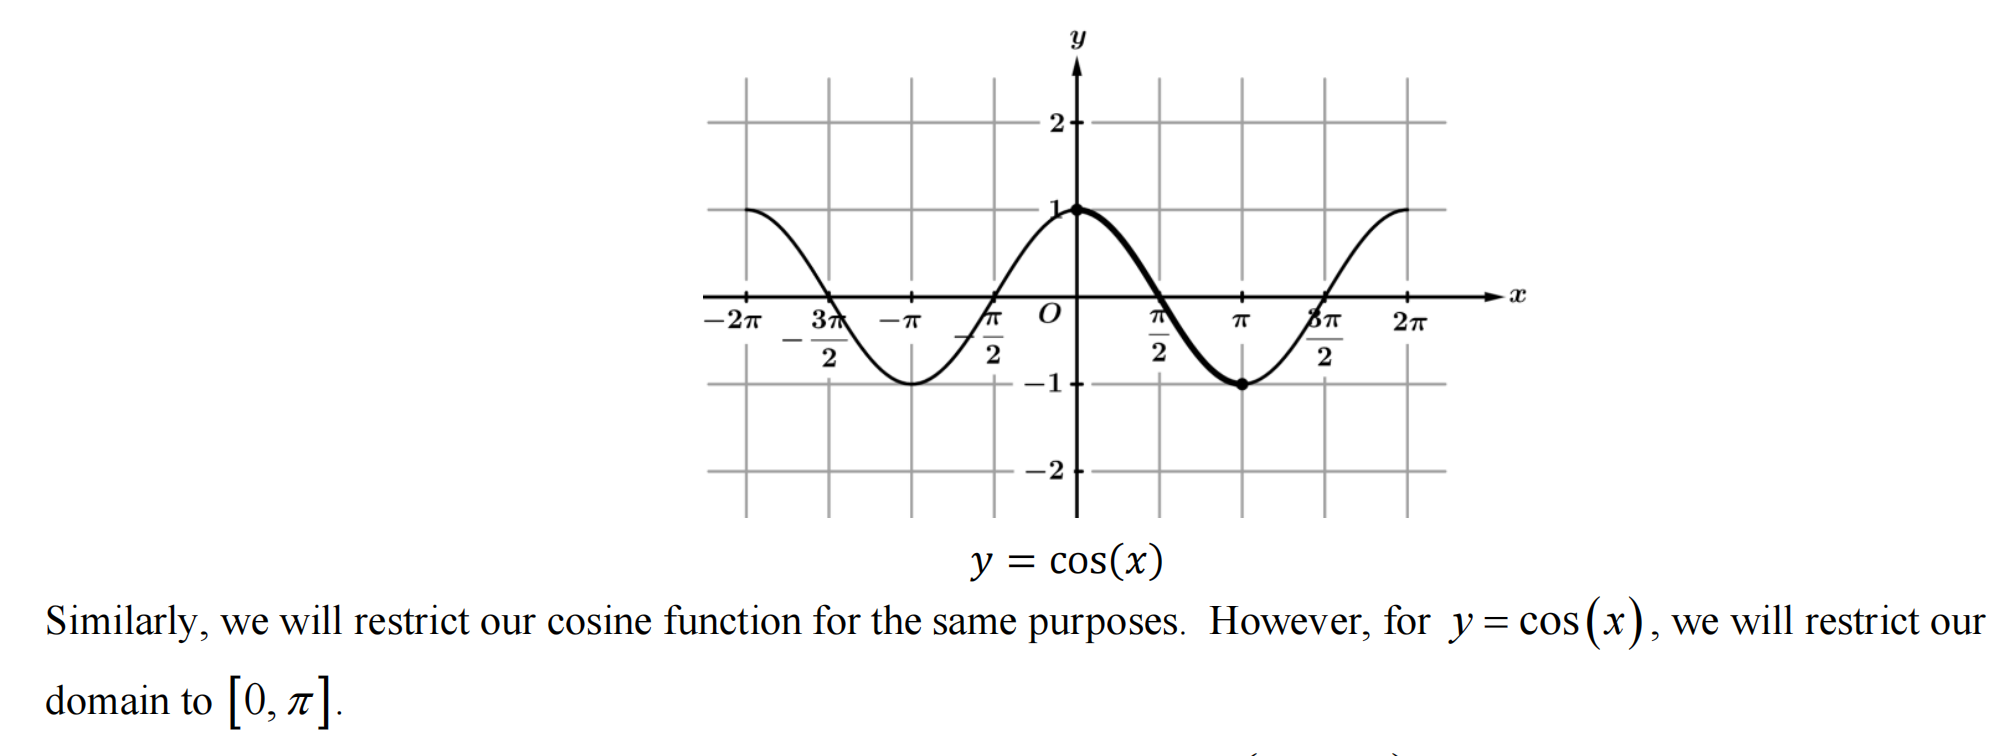 y
2
1
x
−2π
−3π/2
−π
−π/2
O
π/2
π
3π/2
2π
−1
−2
y = cos(x)
Similarly, we will restrict our cosine function for the same purposes. However, for y = cos(x), we will restrict our
domain to [0, π].